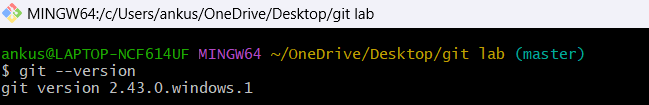 MINGW64:/c/Users/ankus/OneDrive/Desktop/git lab
ankus@LAPTOP-NCF614UF MINGW64 ~/OneDrive/Desktop/git lab (master)
$ git --version
git version 2.43.0.windows.1